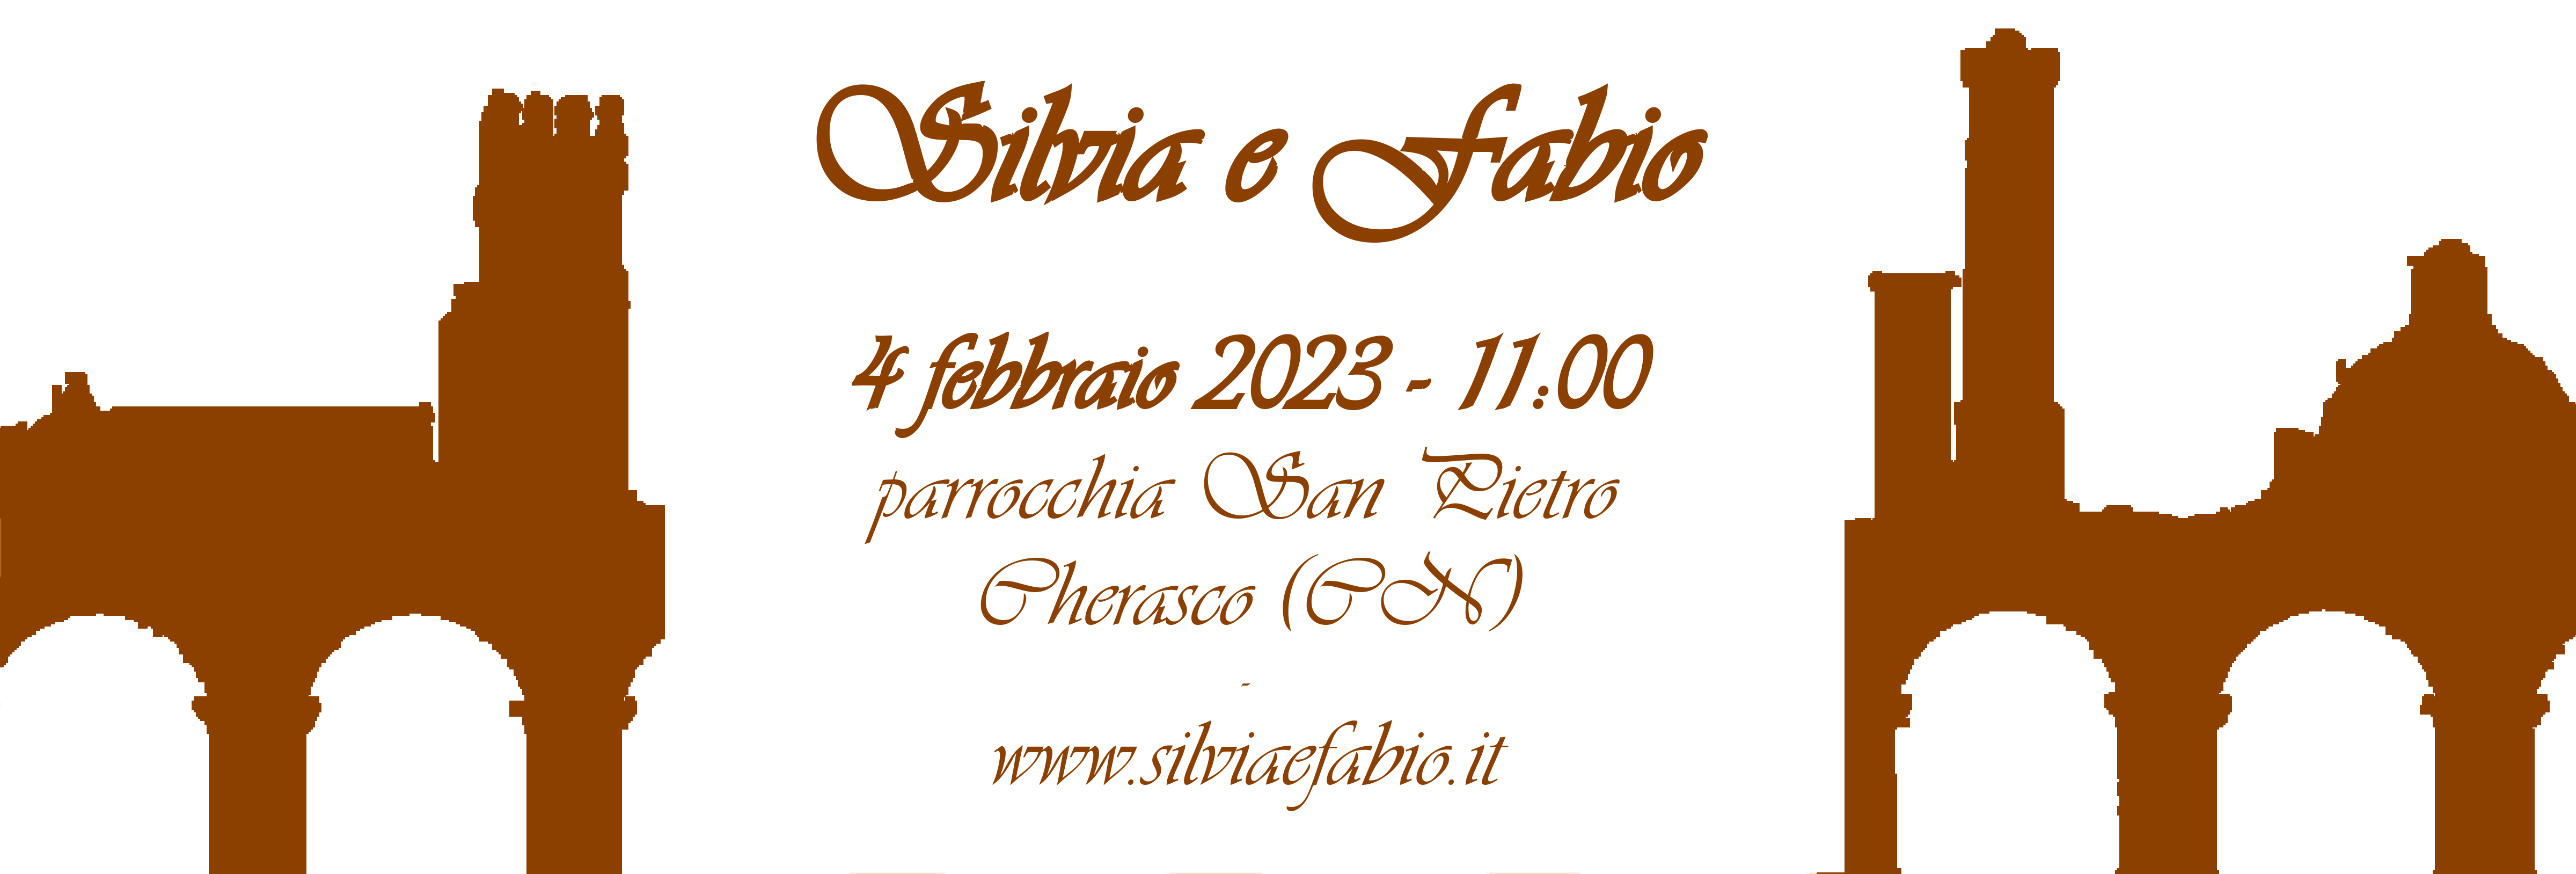 Silvia e Fabio
4 febbraio 2023 - 11:00
parrocchia San Pietro
Cherasco (CN)
-
www.silviaefabio.it